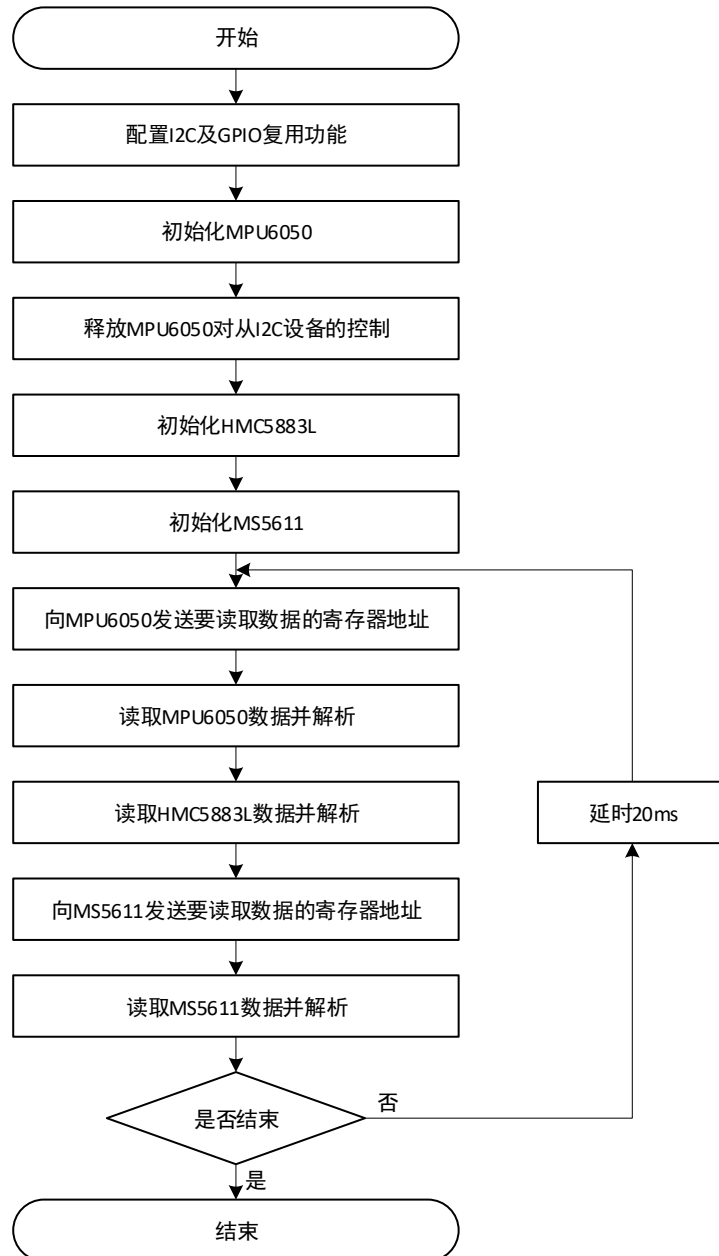 开始
配置I2C及GPIO复用功能
初始化MPU6050
释放MPU6050对从I2C设备的控制
初始化HMC5883L
初始化MS5611
向MPU6050发送要读取数据的寄存器地址
读取MPU6050数据并解析
读取HMC5883L数据并解析
延时20ms
向MS5611发送要读取数据的寄存器地址
读取MS5611数据并解析
是否结束
否
是
结束